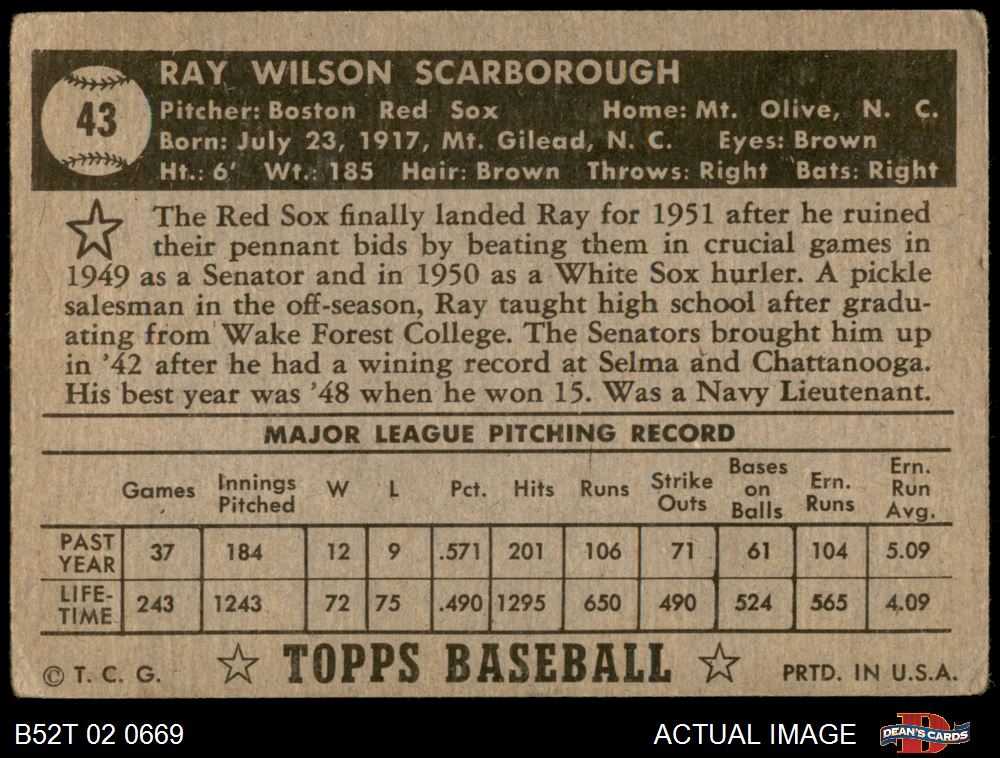 43
RAY WILSON SCARBOROUGH
Pitcher: Boston Red Sox Home: Mt. Olive, N. C.
Born: July 23, 1917, Mt. Gilead, N. C. Eyes: Brown
Ht.: 6' Wt.: 185 Hair: Brown Throws: Right Bats: Right
The Red Sox finally landed Ray for 1951 after he ruined
their pennant bids by beating them in crucial games in
1949 as a Senator and in 1950 as a White Sox hurler. A pickle
salesman in the off-season, Ray taught high school after gradu-
ating from Wake Forest College. The Senators brought him up
in '42 after he had a wining record at Selma and Chattanooga.
His best year was '48 when he won 15. Was a Navy Lieutenant.
MAJOR LEAGUE PITCHING RECORD
Games Innings Pitched W L Pct. Hits Runs Strike Outs Bases on Balls Ern. Runs Ern. Run Avg.
PAST YEAR 37 184 12 9 .571 201 106 71 61 104 5.09
LIFE-TIME 243 1243 72 75 .490 1295 650 490 524 565 4.09
© T. C. G. TOPPS BASEBALL PRTD. IN U.S.A.
B52T 02 0669 ACTUAL IMAGE DEAN'S CARDS